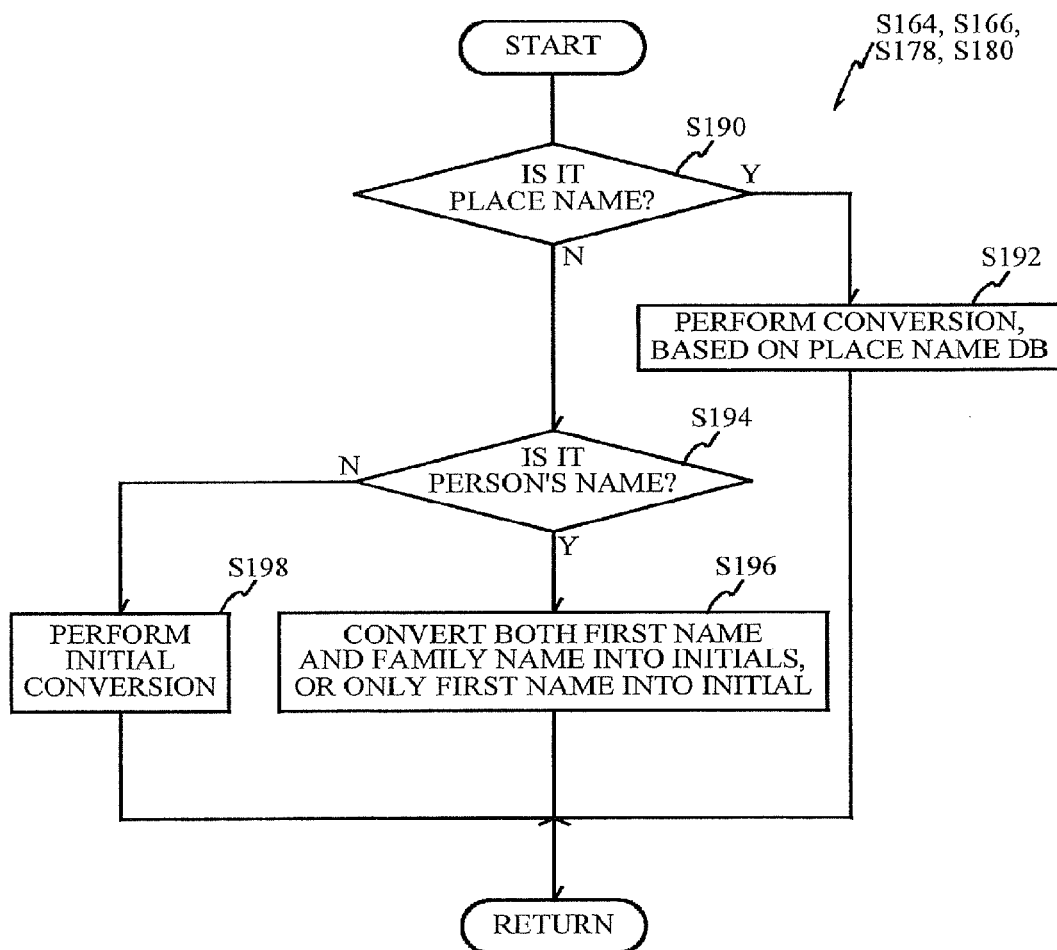 START
S164, S166,
S178, S180
S190
IS IT
PLACE NAME?
Y
N
S192
PERFORM CONVERSION,
BASED ON PLACE NAME DB
S194
IS IT
PERSON'S NAME?
N
Y
S198
PERFORM
INITIAL
CONVERSION
S196
CONVERT BOTH FIRST NAME
AND FAMILY NAME INTO INITIALS,
OR ONLY FIRST NAME INTO INITIAL
RETURN